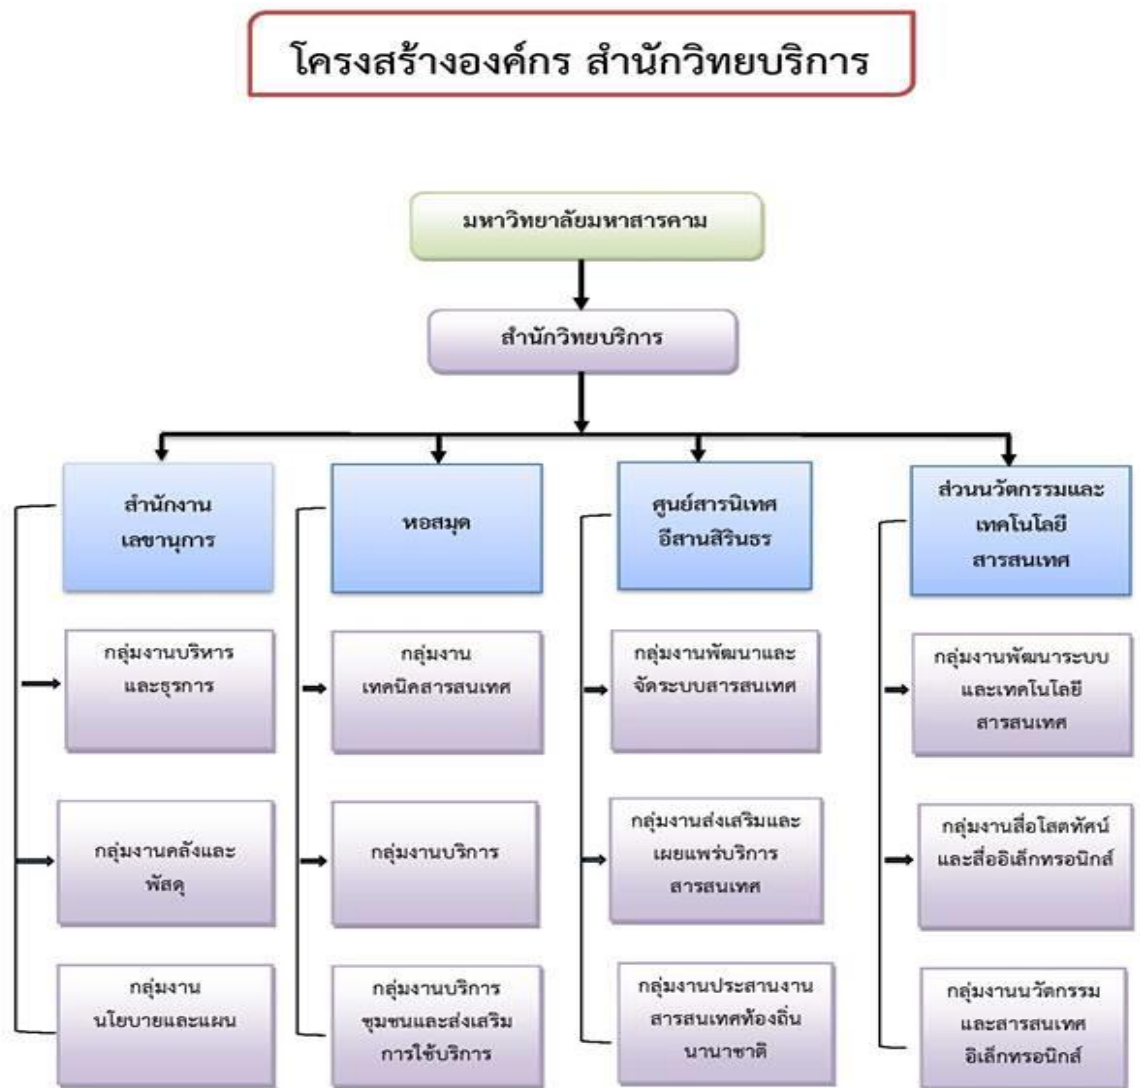 โครงสร้างองค์กร สำนักวิทยบริการ
มหาวิทยาลัยมหาสารคาม
สำนักวิทยบริการ
สำนักงาน
เลขานุการ
หอสมุด
ศูนย์สารนิเทศ
อีสานสิรินธร
ส่วนนวัตกรรมและ
เทคโนโลยี
สารสนเทศ
กลุ่มงานบริหาร
และธุรการ
กลุ่มงาน
เทคนิคสารสนเทศ
กลุ่มงานพัฒนาและ
จัดระบบสารสนเทศ
กลุ่มงานพัฒนาระบบ
และเทคโนโลยี
สารสนเทศ
กลุ่มงานคลังและ
พัสดุ
กลุ่มงานบริการ
กลุ่มงานส่งเสริมและ
เผยแพร่บริการ
สารสนเทศ
กลุ่มงานสื่อโสตทัศน์
และสื่ออิเล็กทรอนิกส์
กลุ่มงาน
นโยบายและแผน
กลุ่มงานบริการ
ชุมชนและส่งเสริม
การใช้บริการ
กลุ่มงานประสานงาน
สารสนเทศท้องถิ่น
นานาชาติ
กลุ่มงานนวัตกรรม
และสารสนเทศ
อิเล็กทรอนิกส์